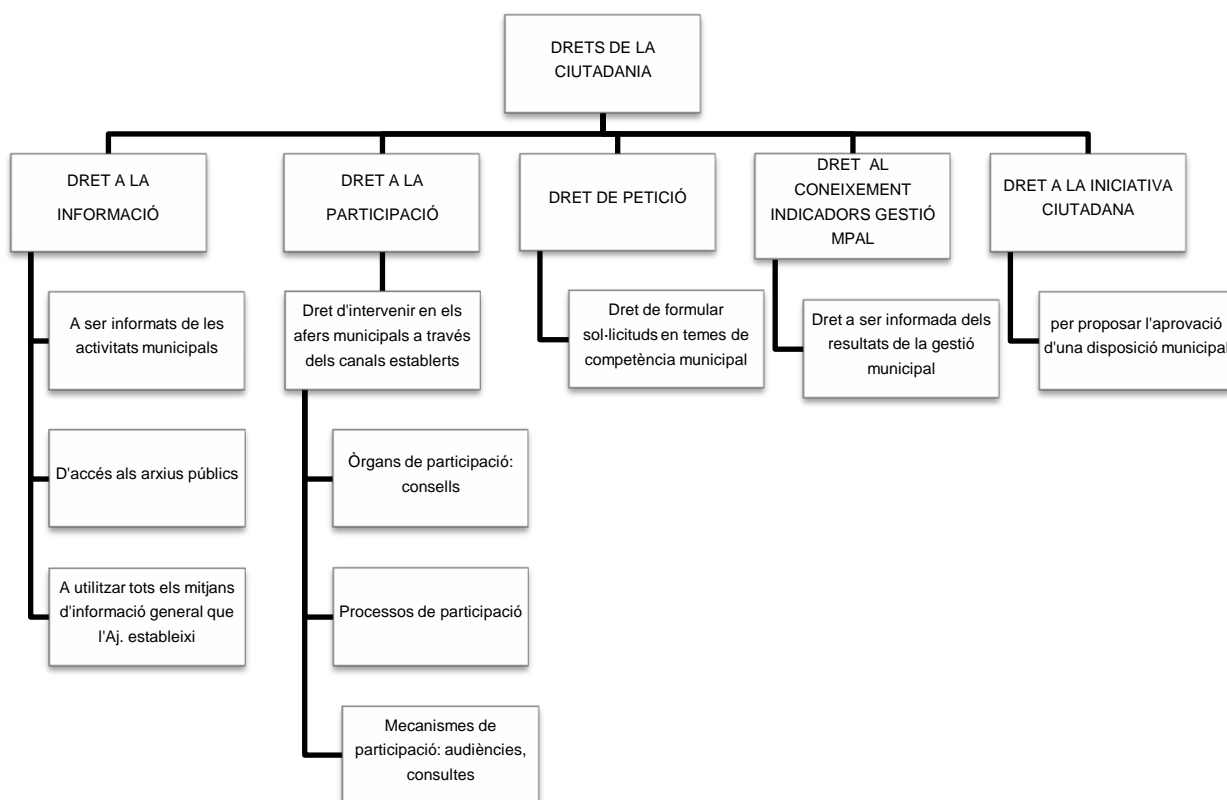 DRETS DE LA
CIUTADANIA
DRET A LA
INFORMACIÓ
A ser informats de les
activitats municipals
D'accés als arxius públics
A utilitzar tots els mitjans
d'informació general que
l'Aj. estableixi
DRET A LA
PARTICIPACIÓ
Dret d'intervenir en els
afers municipals a través
dels canals establerts
Òrgans de participació:
consells
Processos de participació
Mecanismes de
participació: audiències,
consultes
DRET DE PETICIÓ
Dret de formular
sol·licituds en temes de
competència municipal
DRET AL
CONEIXEMENT
INDICADORS GESTIÓ
MPAL
Dret a ser informada dels
resultats de la gestió
municipal
DRET A LA INICIATIVA
CIUTADANA
per proposar l'aprovació
d'una disposició municipal